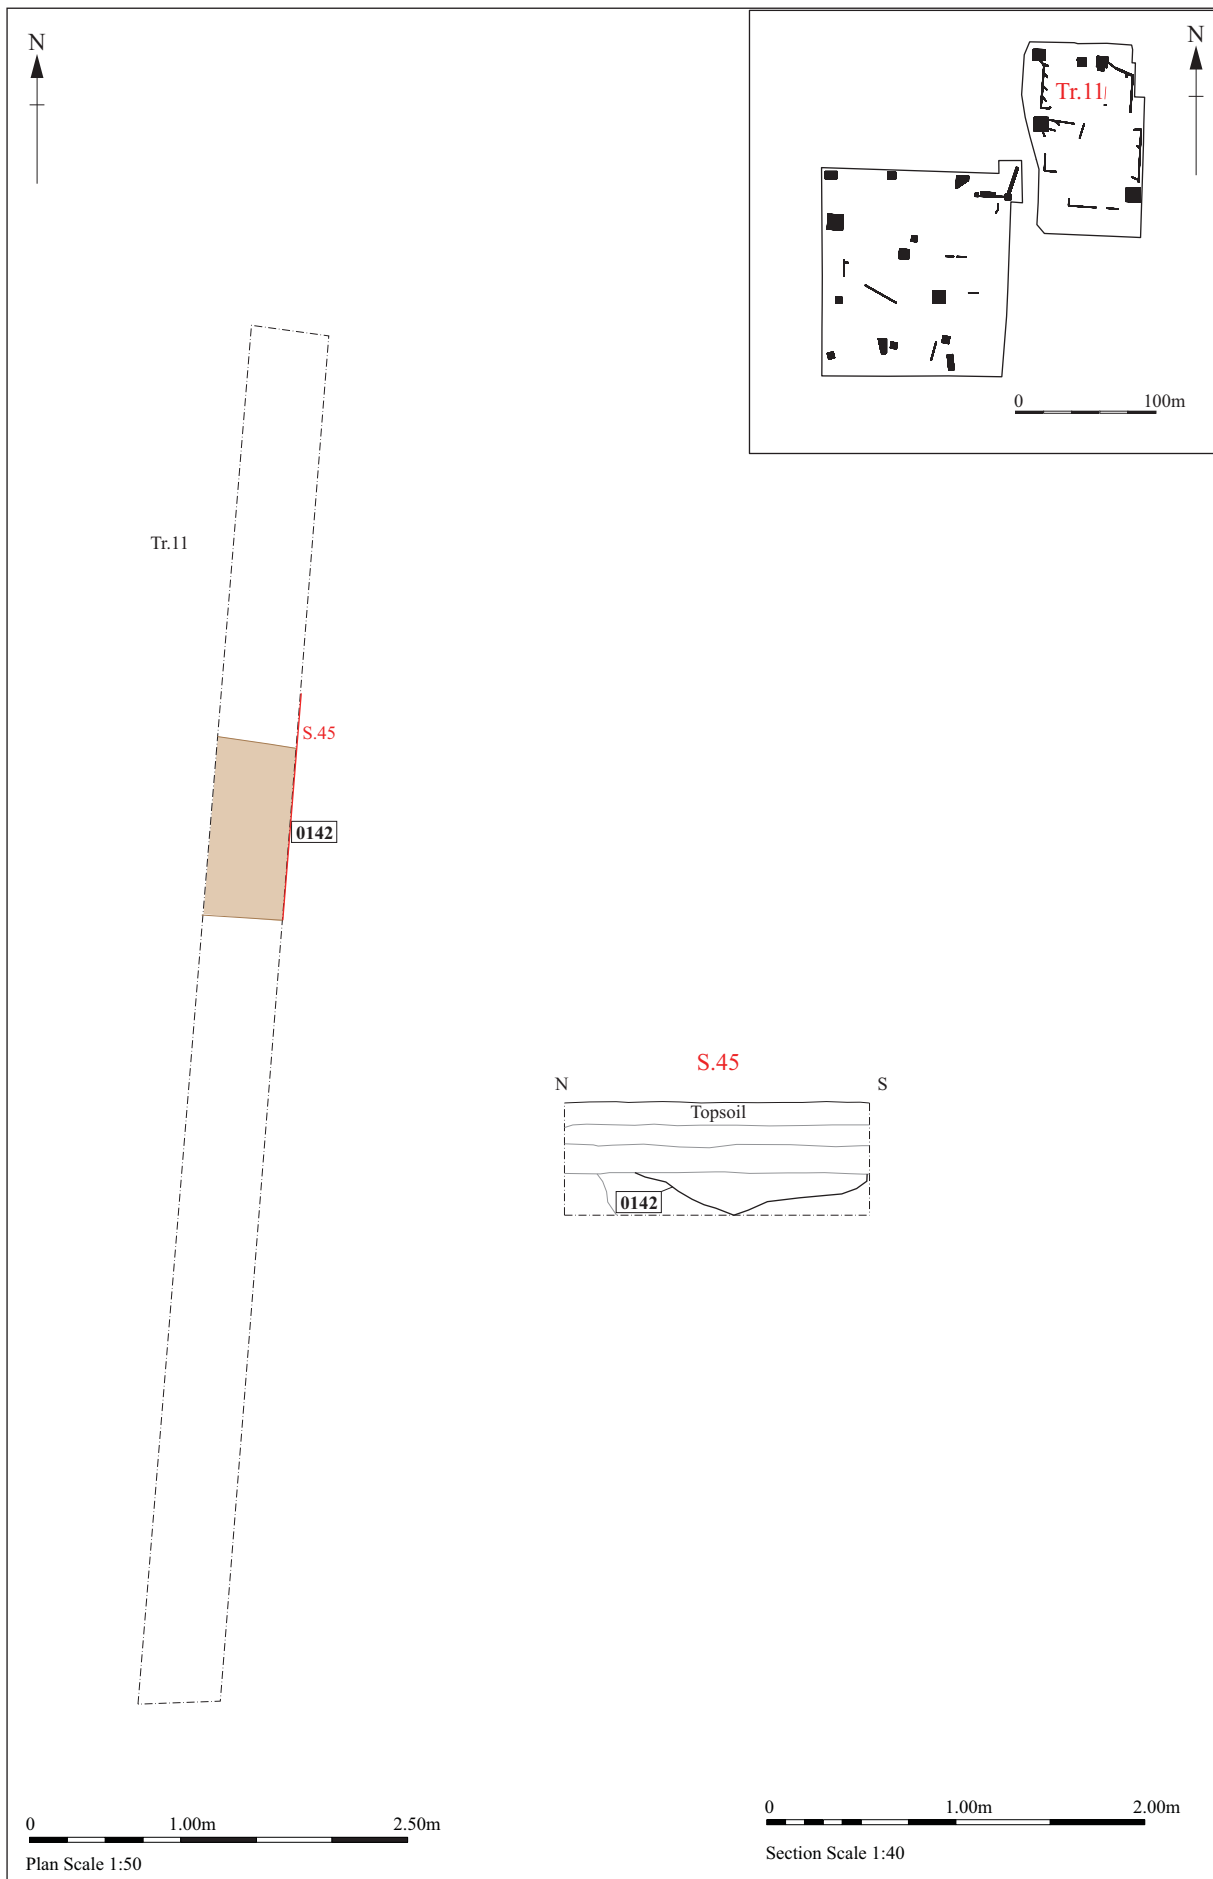 N
N
Tr.11
0 100m
Tr.11
S.45
0142
S.45
N S
Topsoil
0142
0 1.00m 2.50m
Plan Scale 1:50
0 1.00m 2.00m
Section Scale 1:40